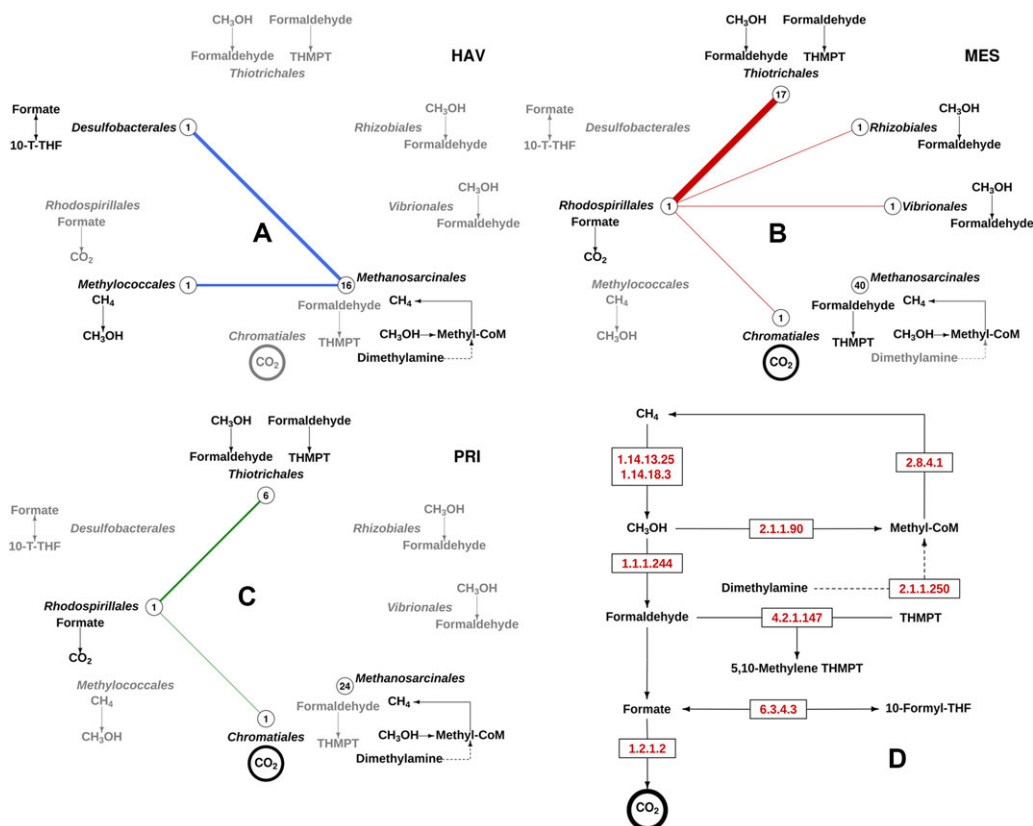 CH₃OH Formaldehyde
Formaldehyde THMPT
Thiotrichales
HAV
Formate
10-T-THF
Desulfobacterales
1
CH₃OH
Rhizobiales
Formaldehyde
Rhodospirillales
Formate
CO₂
A
CH₃OH
Vibrionales
Formaldehyde
Methylococcales
1
CH₄
CH₃OH
16
Methanosarcinales
Formaldehyde
THMPT
CH₄
CH₃OH
Methyl-CoM
Dimethylamine
Chromatiales
CO₂
CH₃OH Formaldehyde
Formaldehyde THMPT
Thiotrichales
17
MES
Formate
10-T-THF
Desulfobacterales
1
Rhizobiales
CH₃OH
Formaldehyde
Rhodospirillales
1
Formate
CO₂
B
1
Vibrionales
CH₃OH
Formaldehyde
Methylococcales
CH₄
CH₃OH
40
Methanosarcinales
Formaldehyde
THMPT
CH₄
CH₃OH
Methyl-CoM
Dimethylamine
1
Chromatiales
CO₂
CH₃OH Formaldehyde
Formaldehyde THMPT
Thiotrichales
6
PRI
Formate
10-T-THF
Desulfobacterales
CH₃OH
Rhizobiales
Formaldehyde
Rhodospirillales
1
Formate
CO₂
C
CH₃OH
Vibrionales
Formaldehyde
Methylococcales
CH₄
CH₃OH
24
Methanosarcinales
Formaldehyde
THMPT
CH₄
CH₃OH
Methyl-CoM
Dimethylamine
1
Chromatiales
CO₂
CH₄
1.14.13.25
1.14.18.3
2.8.4.1
CH₃OH
2.1.1.90
Methyl-CoM
1.1.1.244
Dimethylamine
2.1.1.250
Formaldehyde
4.2.1.147
THMPT
5,10-Methylene THMPT
Formate
6.3.4.3
10-Formyl-THF
1.2.1.2
D
CO₂